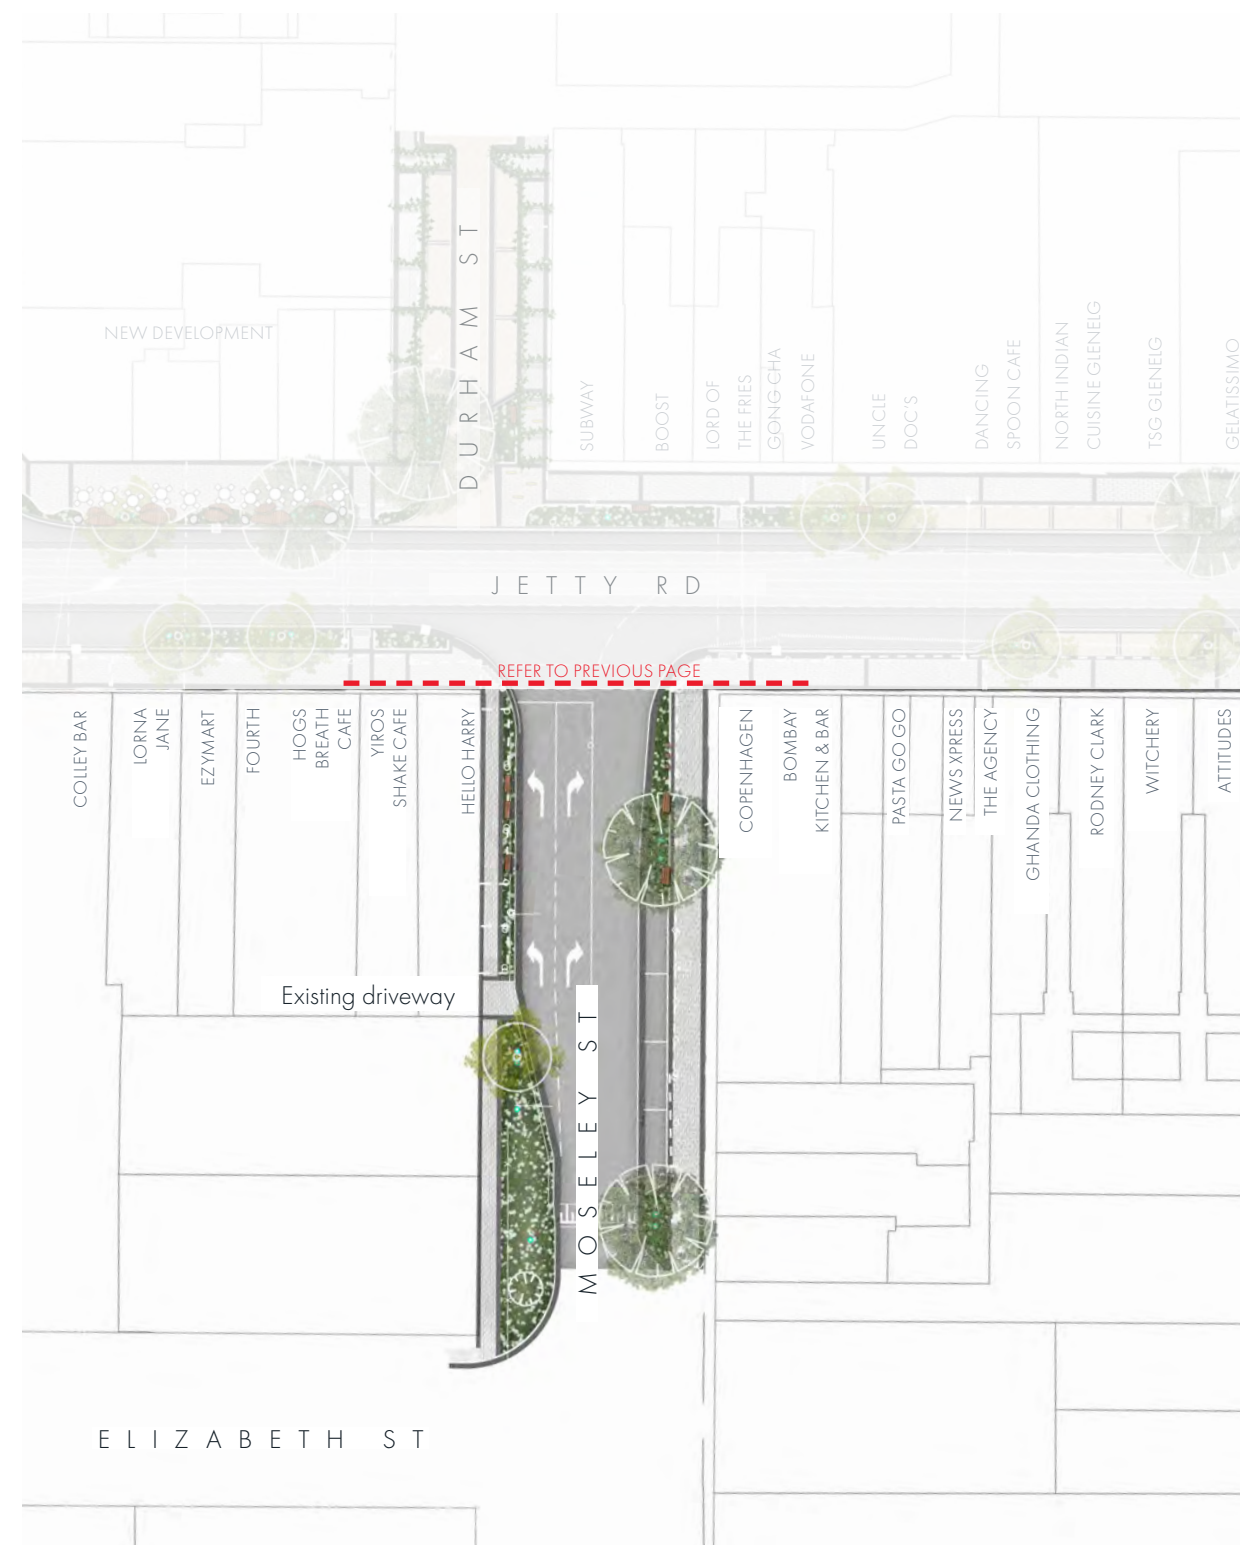 DURHAM ST
NEW DEVELOPMENT
SUBWAY
BOOST
LORD OF
THE FRIES
GONG CHA
VODAFONE
UNCLE
DOC'S
DANCING
SPOON CAFE
NORTH INDIAN
CUISINE GLENELG
TSG GLENELG
GELATISSIMO
JETTY RD
REFER TO PREVIOUS PAGE
COLLEY BAR
LORNA
JANE
EZYMART
FOURTH
HOGS
BREATH
CAFE
YIROS
SHAKE CAFE
HELLO HARRY
COPENHAGEN
BOMBAY
KITCHEN & BAR
PASTA GO GO
NEWS XPRESS
THE AGENCY
GHANDA CLOTHING
RODNEY CLARK
WITCHERY
ATTITUDES
Existing driveway
MOSELEY ST
ELIZABETH ST